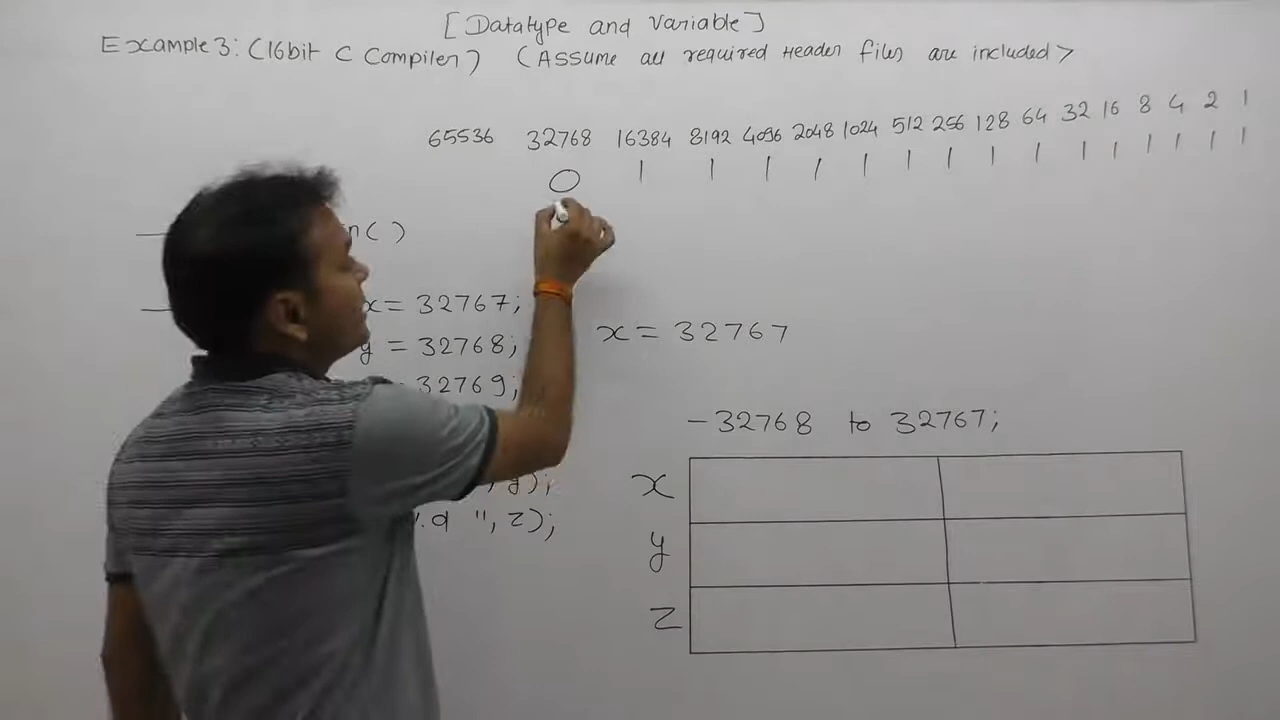 [Datatype and Variable]
Example 3: (16bit C Compiler) (Assume all required Header files are included>
65536 32768 16384 8192 4096 2048 1024 512 256 128 64 32 16 8 4 2 1
0 1 1 1 1 1 1 1 1 1 1 1 1 1 1 1
n( )
x = 32767;
y = 32768;
= 32769;
x = 32767
-32768 to 32767;
x
y
z
, y);
%.d ", z);